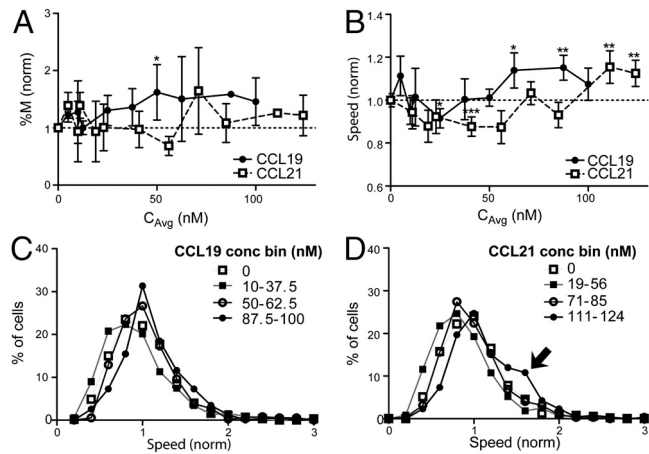 A
%M (norm)
3
2
1
0
*
CCL19
CCL21
0
50
100
C Avg (nM)
B
Speed (norm)
1.4
1.2
1.0
0.8
0.6
*
***
*
**
**
**
CCL19
CCL21
0
50
100
C Avg (nM)
C
% of cells
40
30
20
10
0
CCL19 conc bin (nM)
0
10-37.5
50-62.5
87.5-100
0
1
2
3
Speed (norm)
D
% of cells
40
30
20
10
0
CCL21 conc bin (nM)
0
19-56
71-85
111-124
0
1
2
3
Speed (norm)